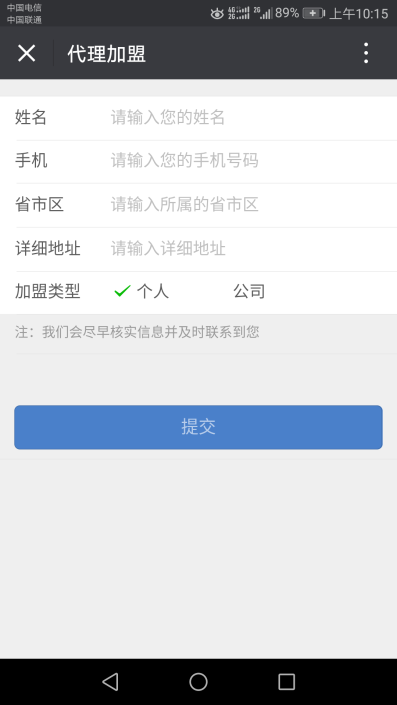 中国电信
中国联通
4G 2G 2G 89% 上午10:15
代理加盟
姓名 请输入您的姓名
手机 请输入您的手机号码
省市区 请输入所属的省市区
详细地址 请输入详细地址
加盟类型 个人 公司
注：我们会尽早核实信息并及时联系到您
提交